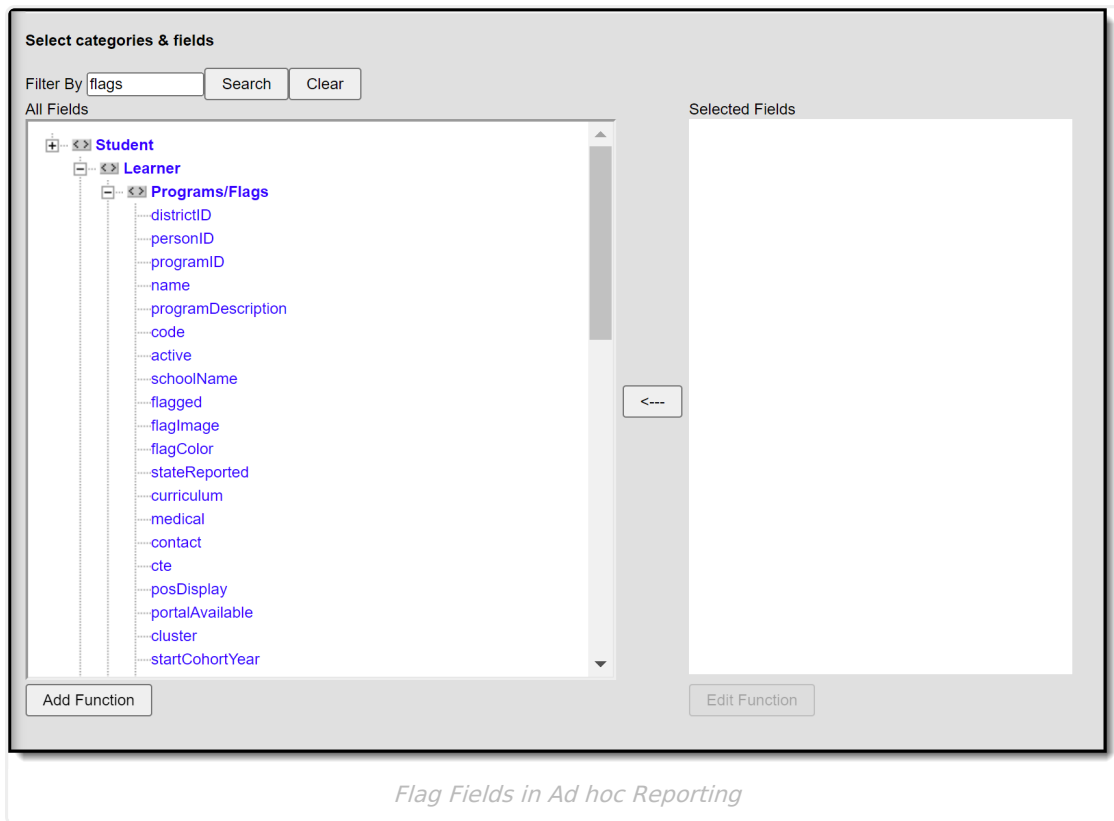 Select categories & fields
Filter By flags Search Clear
All Fields
Selected Fields
Student
Learner
Programs/Flags
districtID
personID
programID
name
programDescription
code
active
schoolName
flagged
flagImage
flagColor
stateReported
curriculum
medical
contact
cte
posDisplay
portalAvailable
cluster
startCohortYear
<---
Add Function
Edit Function
Flag Fields in Ad hoc Reporting